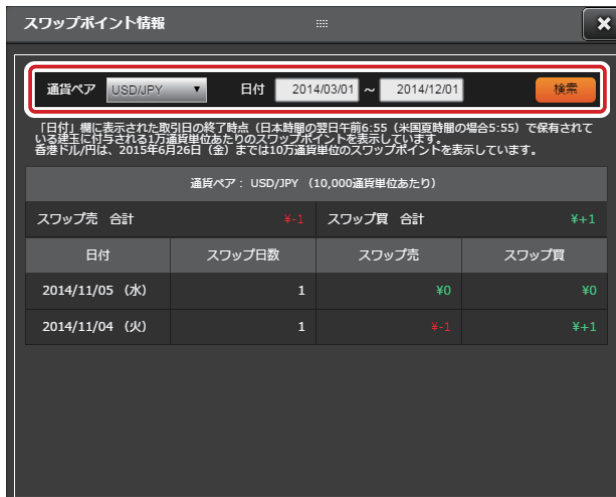 スワップポイント情報
通貨ペア USD/JPY ▼ 日付 2014/03/01 ~ 2014/12/01 検索
「日付」欄に表示された取引日の終了時点（日本時間の翌日午前6:55（米国夏時間の場合5:55）で保有されて
いる建玉に付与される1万通貨単位あたりのスワップポイントを表示しています。
香港ドル/円は、2015年6月26日（金）までは10万通貨単位のスワップポイントを表示しています。
通貨ペア： USD/JPY （10,000通貨単位あたり）
スワップ売 合計 ¥-1 スワップ買 合計 ¥+1
日付 スワップ日数 スワップ売 スワップ買
2014/11/05 （水） 1 ¥0 ¥0
2014/11/04 （火） 1 ¥-1 ¥+1